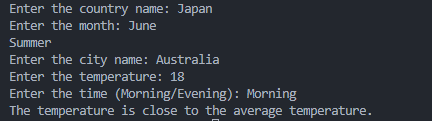 Enter the country name: Japan
Enter the month: June
Summer
Enter the city name: Australia
Enter the temperature: 18
Enter the time (Morning/Evening): Morning
The temperature is close to the average temperature.